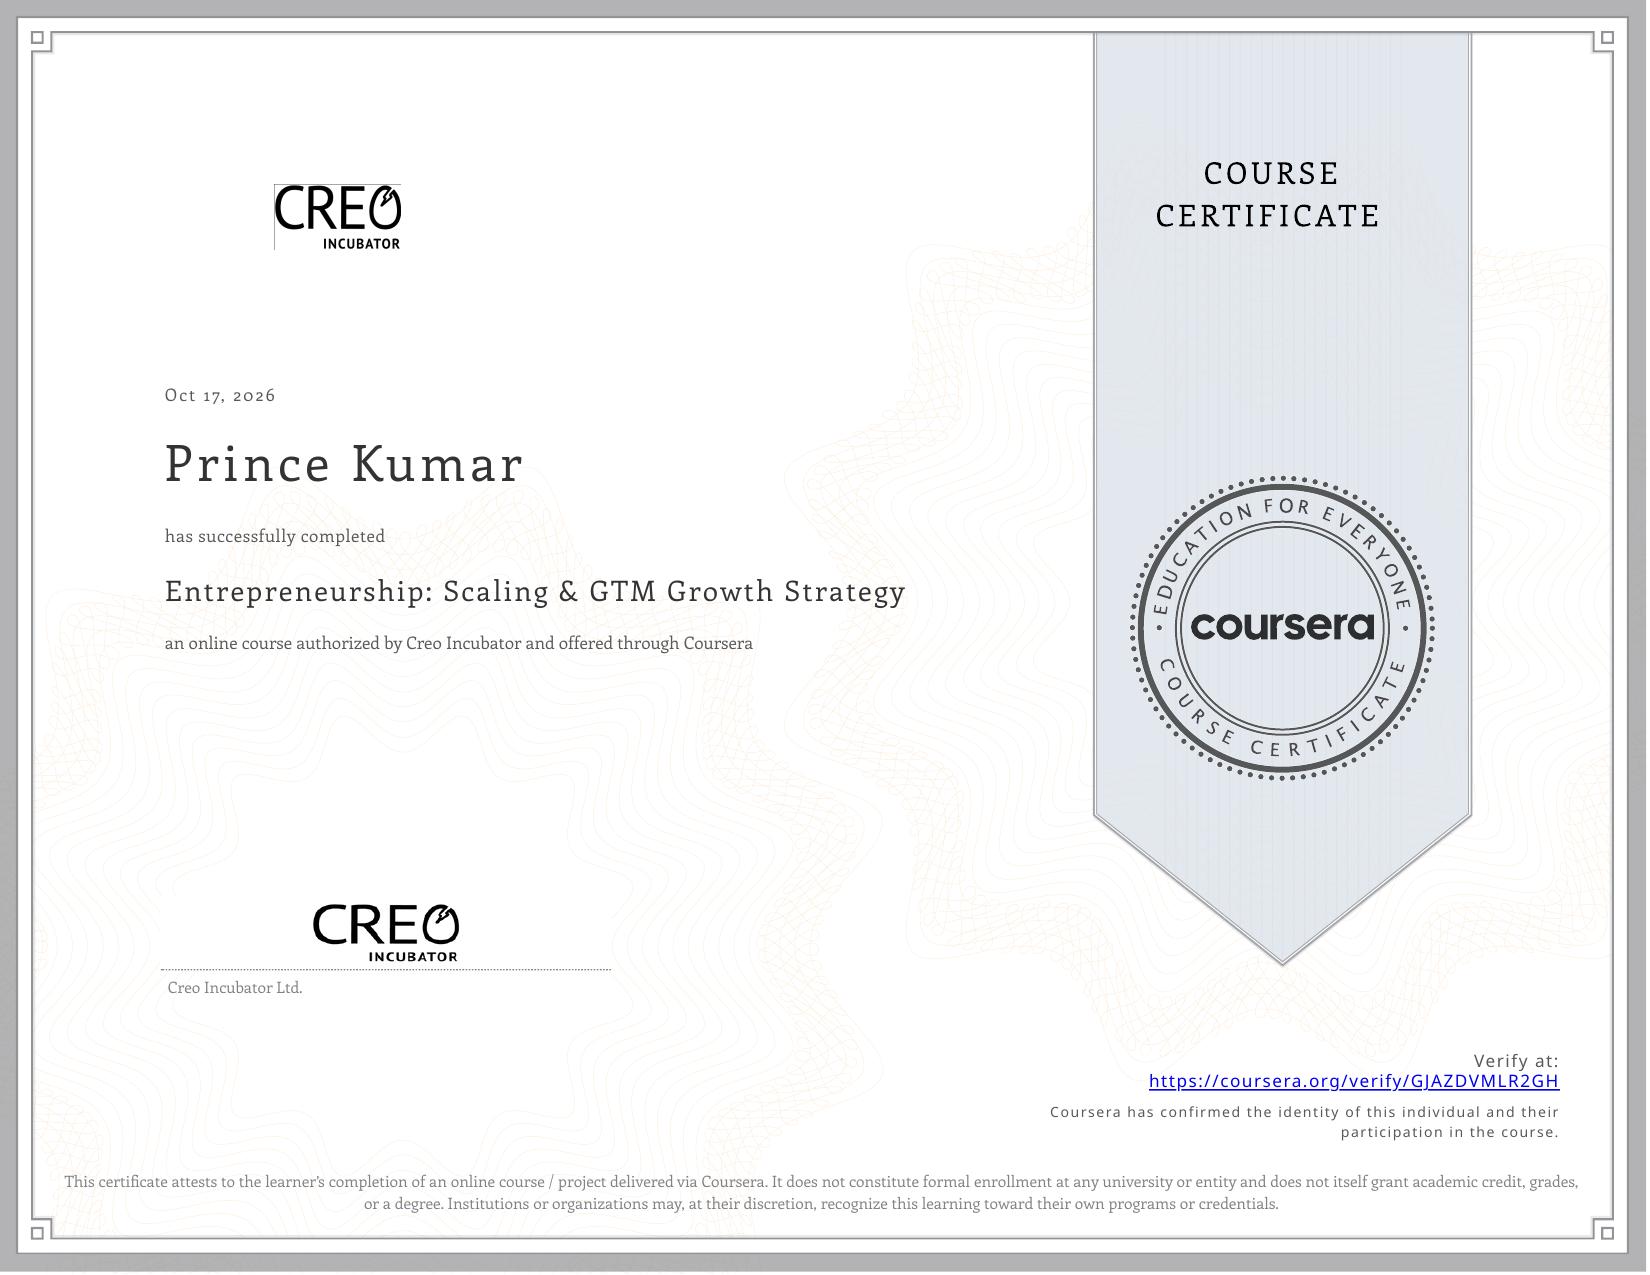 CREO
INCUBATOR
COURSE
CERTIFICATE
Oct 17, 2026
Prince Kumar
has successfully completed
Entrepreneurship: Scaling & GTM Growth Strategy
an online course authorized by Creo Incubator and offered through Coursera
EDUCATION FOR EVERYONE
coursera
COURSE CERTIFICATE
CREO
INCUBATOR
Creo Incubator Ltd.
Verify at:
https://coursera.org/verify/GJAZDVMLR2GH
Coursera has confirmed the identity of this individual and their
participation in the course.
This certificate attests to the learner's completion of an online course / project delivered via Coursera. It does not constitute formal enrollment at any university or entity and does not itself grant academic credit, grades,
or a degree. Institutions or organizations may, at their discretion, recognize this learning toward their own programs or credentials.